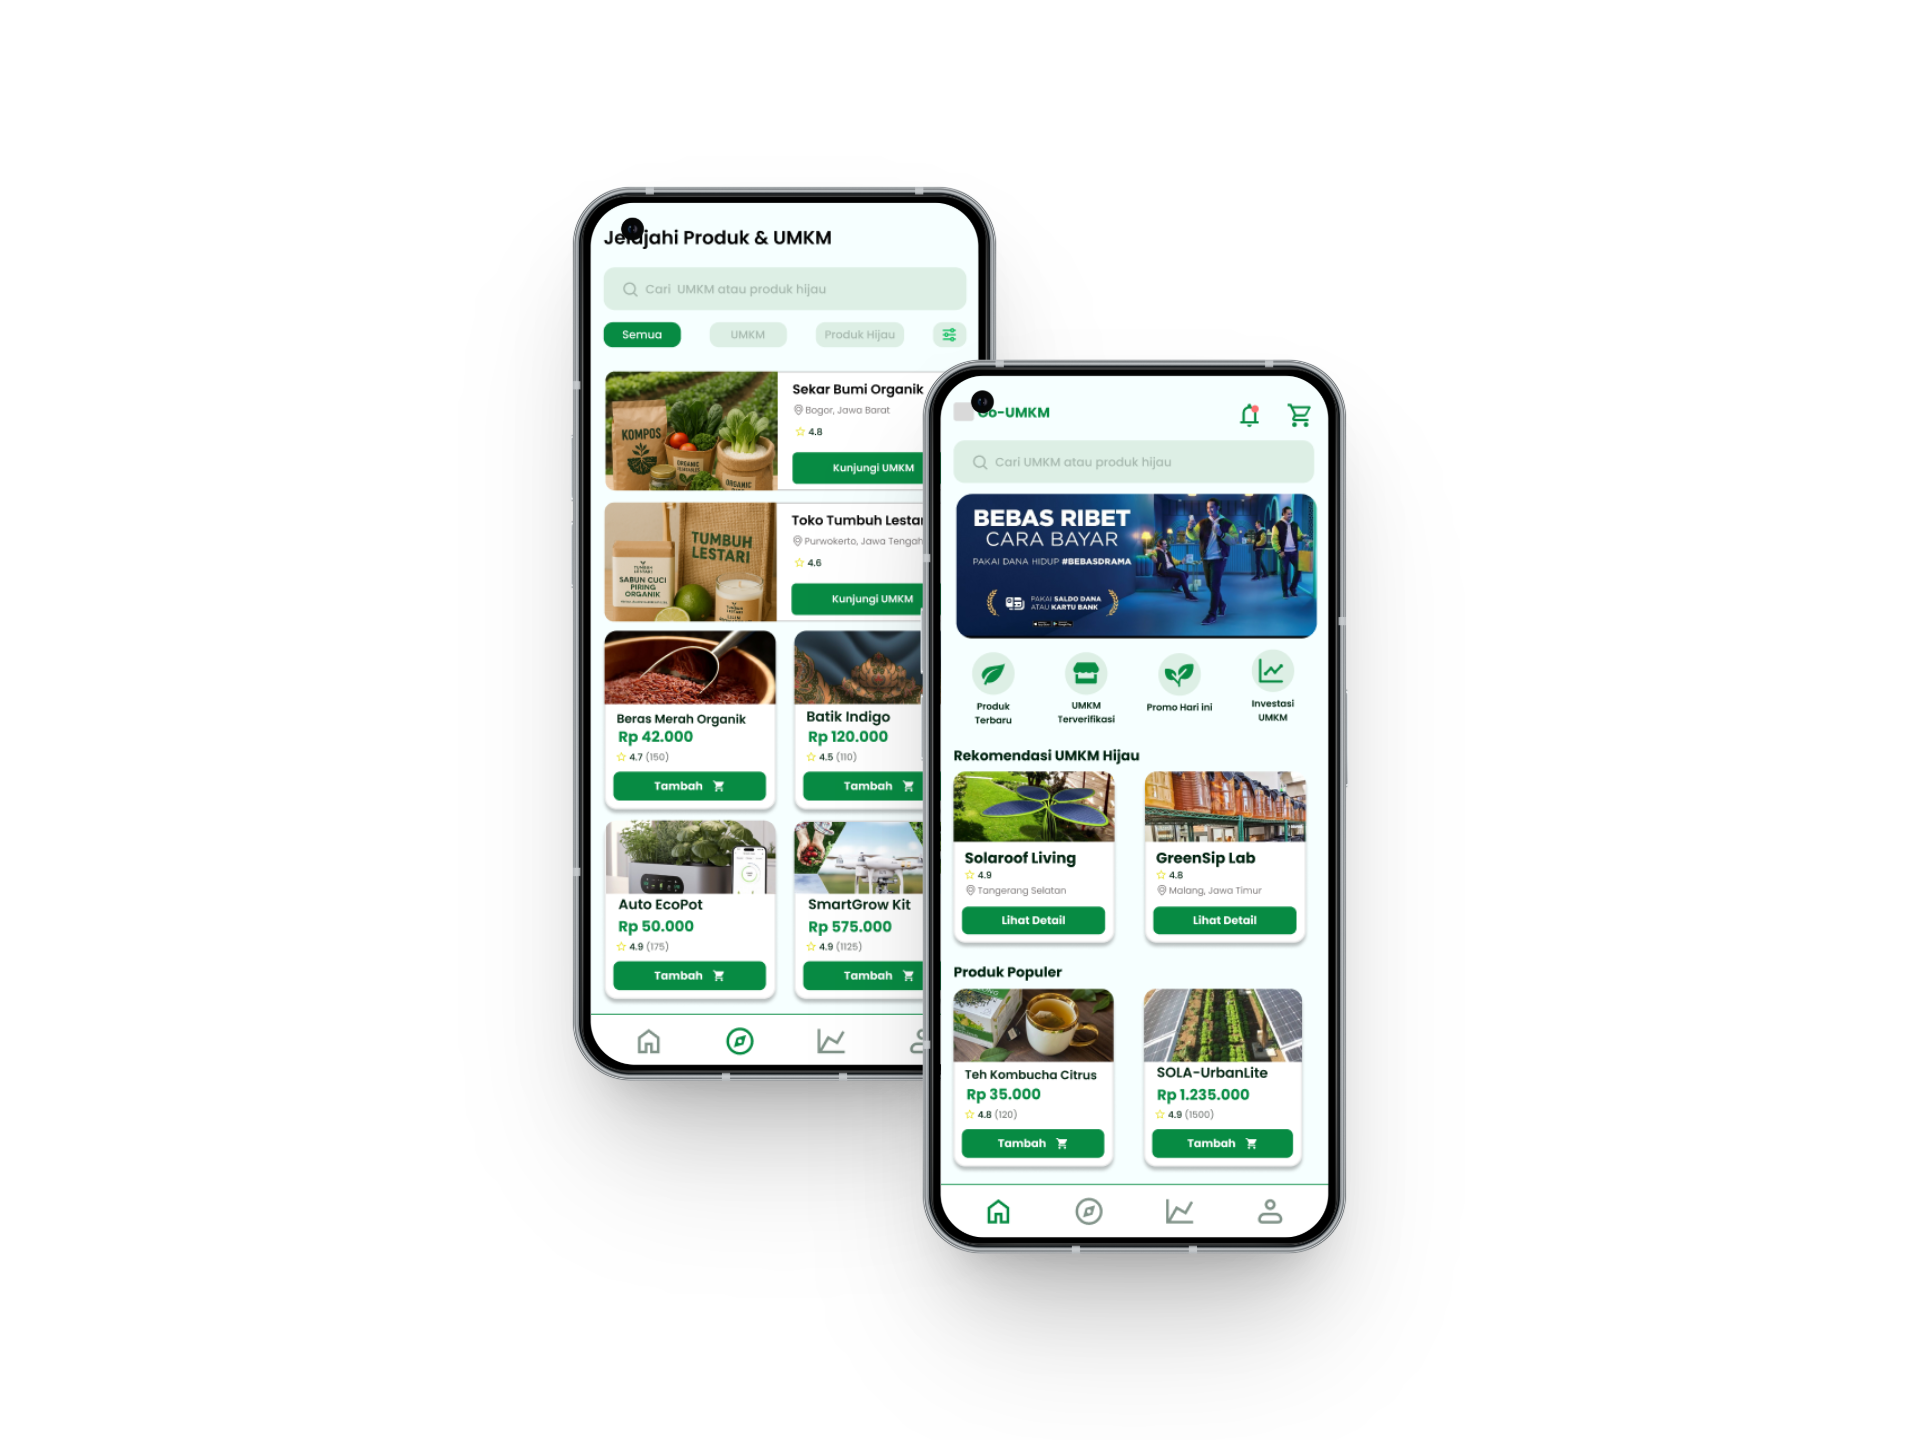 Jelajahi Produk & UMKM
Cari UMKM atau produk hijau
Semua
UMKM
Produk Hijau
KOMPOS
ORGANIC
ORGANIC
Sekar Bumi Organik
Bogor, Jawa Barat
4.8
Kunjungi UMKM
TUMBUH
LESTARI
TUMBUH
LESTARI
SABUN CUCI
PIRING
ORGANIK
TUMBUH
LESTARI
Toko Tumbuh Lestar
Purwokerto, Jawa Tengah
4.6
Kunjungi UMKM
Beras Merah Organik
Rp 42.000
4.7 (150)
Tambah
Batik Indigo
Rp 120.000
4.5 (110)
Tambah
Auto EcoPot
Rp 50.000
4.9 (175)
Tambah
SmartGrow Kit
Rp 575.000
4.9 (1125)
Tambah
o-UMKM
Cari UMKM atau produk hijau
BEBAS RIBET
CARA BAYAR
PAKAI DANA HIDUP #BEBASDRAMA
PAKAI SALDO DANA
ATAU KARTU BANK
Produk
Terbaru
UMKM
Terverifikasi
Promo Hari ini
Investasi
UMKM
Rekomendasi UMKM Hijau
Solaroof Living
4.9
Tangerang Selatan
Lihat Detail
GreenSip Lab
4.8
Malang, Jawa Timur
Lihat Detail
Produk Populer
Teh Kombucha Citrus
Rp 35.000
4.8 (120)
Tambah
SOLA-UrbanLite
Rp 1.235.000
4.9 (1500)
Tambah